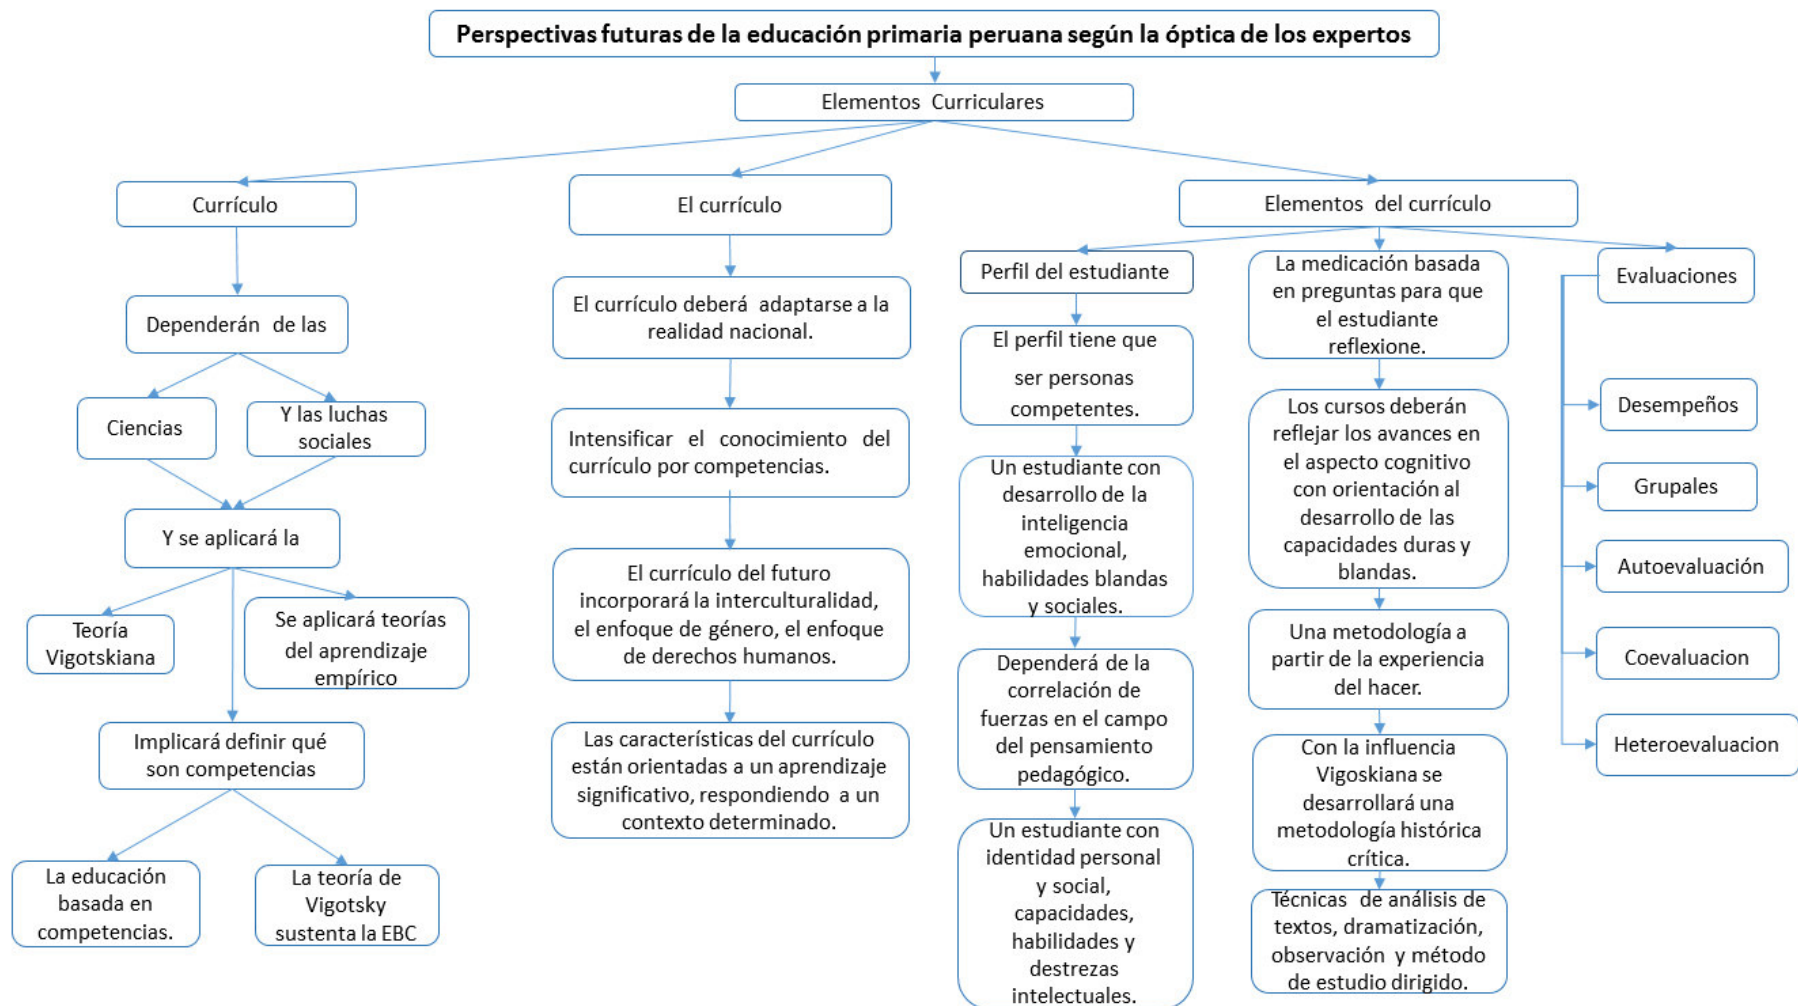 Perspectivas futuras de la educación primaria peruana según la óptica de los expertos
Elementos Curriculares
Currículo
Dependerán de las
Ciencias
Y las luchas
sociales
Y se aplicará la
Teoría
Vigotskiana
Se aplicará teorías
del aprendizaje
empírico
Implicará definir qué
son competencias
La educación
basada en
competencias.
La teoría de
Vigotsky
sustenta la EBC
El currículo
El currículo deberá adaptarse a la
realidad nacional.
Intensificar el conocimiento del
currículo por competencias.
El currículo del futuro
incorporará la interculturalidad,
el enfoque de género, el enfoque
de derechos humanos.
Las características del currículo
están orientadas a un aprendizaje
significativo, respondiendo a un
contexto determinado.
Elementos del currículo
Perfil del estudiante
El perfil tiene que
ser personas
competentes.
Un estudiante con
desarrollo de la
inteligencia
emocional,
habilidades blandas
y sociales.
Dependerá de la
correlación de
fuerzas en el campo
del pensamiento
pedagógico.
Un estudiante con
identidad personal
y social,
capacidades,
habilidades y
destrezas
intelectuales.
La medicación basada
en preguntas para que
el estudiante
reflexione.
Los cursos deberán
reflejar los avances en
el aspecto cognitivo
con orientación al
desarrollo de las
capacidades duras y
blandas.
Una metodología a
partir de la experiencia
del hacer.
Con la influencia
Vigoskiana se
desarrollará una
metodología histórica
crítica.
Técnicas de análisis de
textos, dramatización,
observación y método
de estudio dirigido.
Evaluaciones
Desempeños
Grupales
Autoevaluación
Coevaluacion
Heteroevaluacion